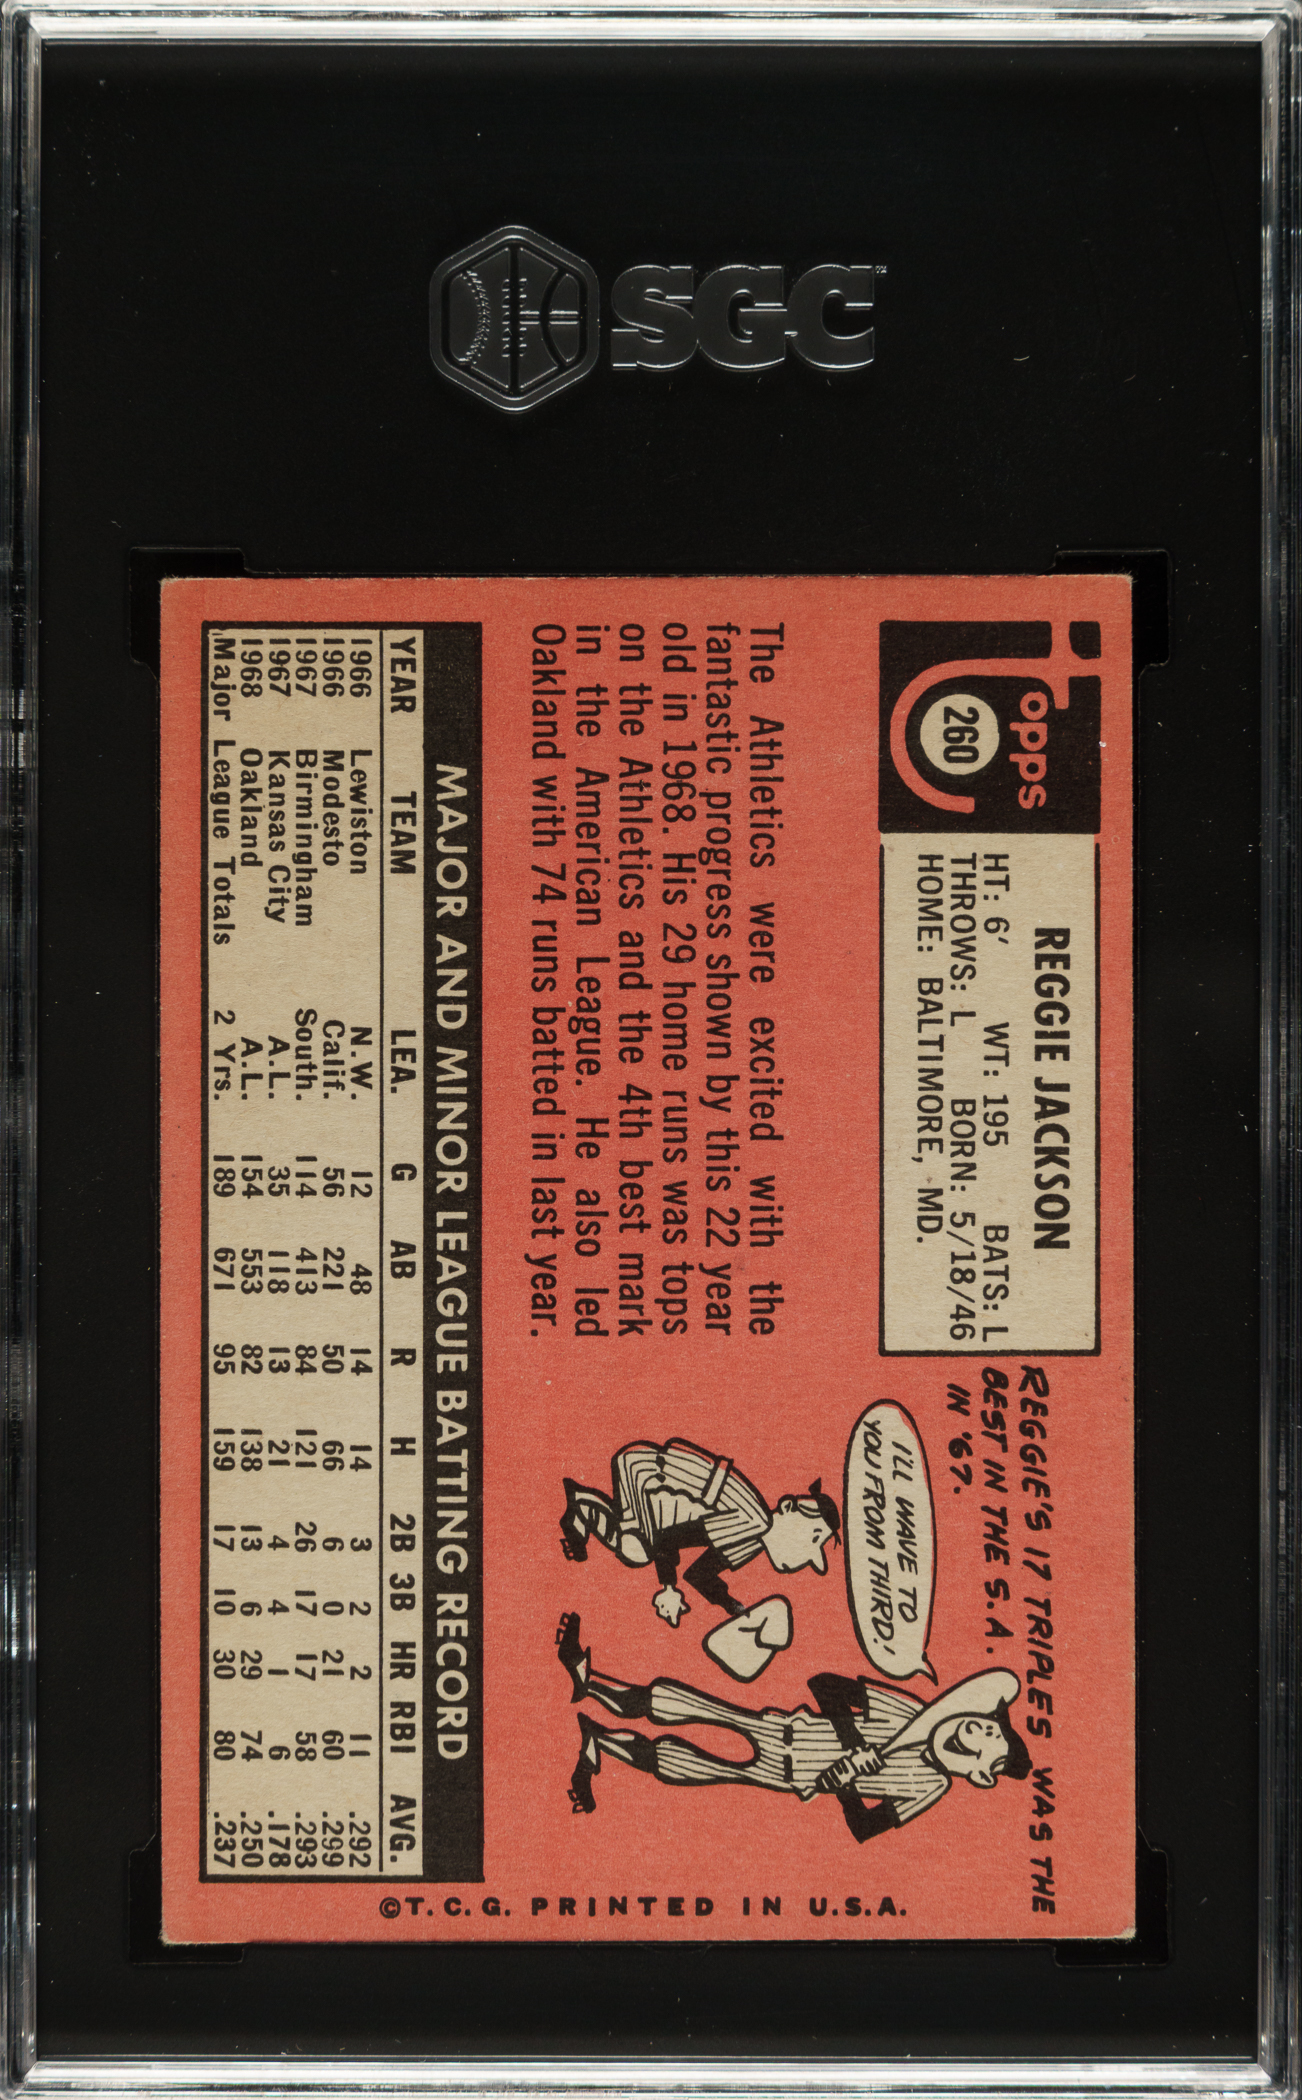 SGC
Topps
260
REGGIE JACKSON
HT: 6' WT: 195 BATS: L
THROWS: L BORN: 5/18/46
HOME: BALTIMORE, MD.
REGGIE'S 17 TRIPLES WAS THE
BEST IN THE S.A.
IN '67.
I'LL WAVE TO
YOU FROM THIRD!
The Athletics were excited with the
fantastic progress shown by this 22 year
old in 1968. His 29 home runs was tops
on the Athletics and the 4th best mark
in the American League. He also led
Oakland with 74 runs batted in last year.
MAJOR AND MINOR LEAGUE BATTING RECORD
YEAR TEAM LEA. G AB R H 2B 3B HR RBI AVG.
1966 Lewiston N.W. 12 48 14 14 3 2 2 11 .292
1966 Modesto Calif. 56 221 50 66 6 0 21 60 .299
1967 Birmingham South. 114 413 84 121 26 17 17 58 .293
1967 Kansas City A.L. 35 118 13 21 4 4 1 6 .178
1968 Oakland A.L. 154 553 82 138 13 6 29 74 .250
Major League Totals 2 Yrs. 189 671 95 159 17 10 30 80 .237
©T.C.G. PRINTED IN U.S.A.